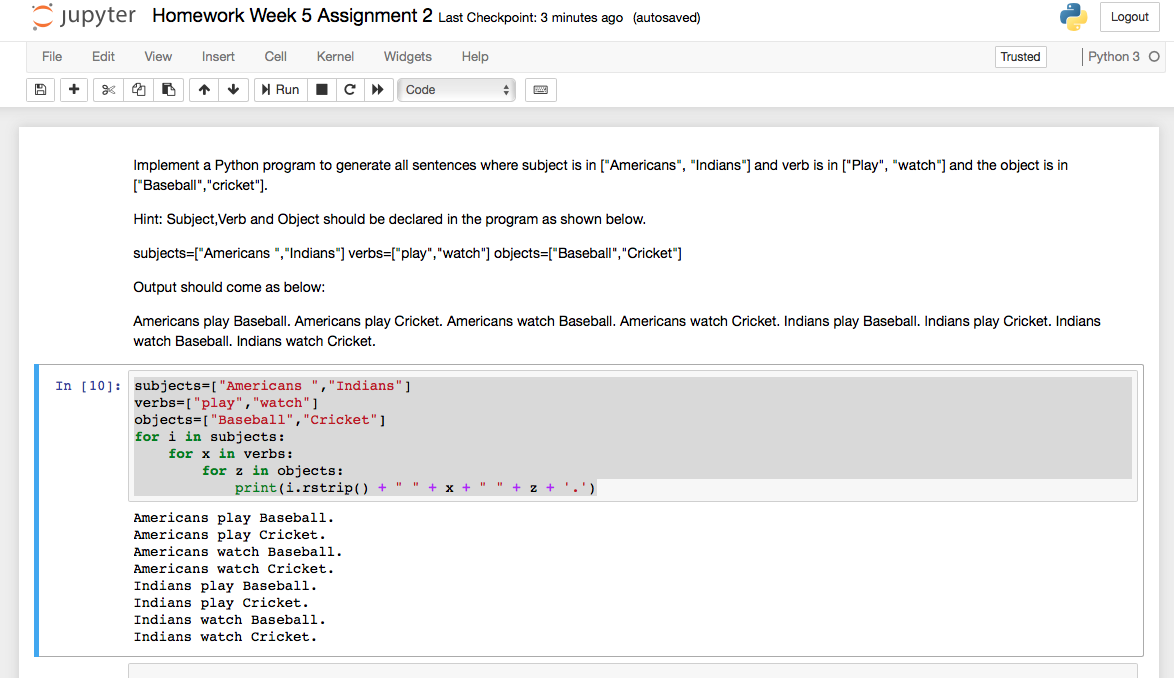 jupyter Homework Week 5 Assignment 2 Last Checkpoint: 3 minutes ago (autosaved) Logout
File Edit View Insert Cell Kernel Widgets Help Trusted Python 3
Run Code
Implement a Python program to generate all sentences where subject is in ["Americans", "Indians"] and verb is in ["Play", "watch"] and the object is in
["Baseball","cricket"].
Hint: Subject,Verb and Object should be declared in the program as shown below.
subjects=["Americans ","Indians"] verbs=["play","watch"] objects=["Baseball","Cricket"]
Output should come as below:
Americans play Baseball. Americans play Cricket. Americans watch Baseball. Americans watch Cricket. Indians play Baseball. Indians play Cricket. Indians
watch Baseball. Indians watch Cricket.
In [10]: subjects=["Americans ","Indians"]
verbs=["play","watch"]
objects=["Baseball","Cricket"]
for i in subjects:
    for x in verbs:
        for z in objects:
            print(i.rstrip() + " " + x + " " + z + '.')
Americans play Baseball.
Americans play Cricket.
Americans watch Baseball.
Americans watch Cricket.
Indians play Baseball.
Indians play Cricket.
Indians watch Baseball.
Indians watch Cricket.